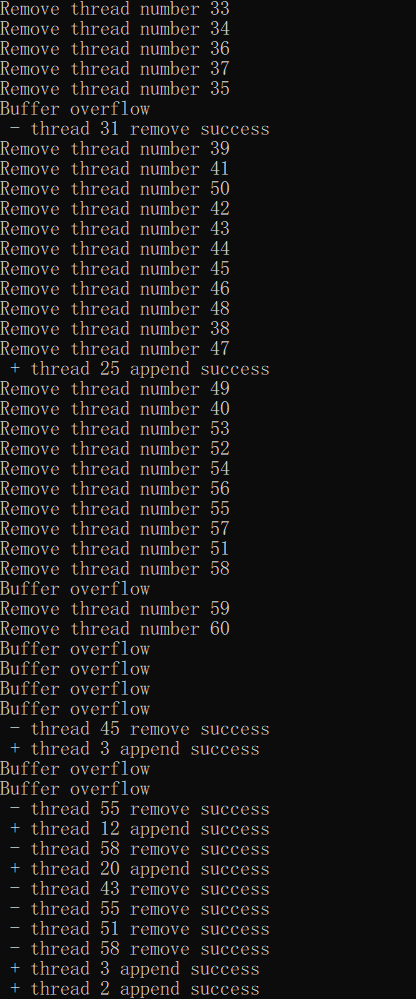 Remove thread number 33
Remove thread number 34
Remove thread number 36
Remove thread number 37
Remove thread number 35
Buffer overflow
 - thread 31 remove success
Remove thread number 39
Remove thread number 41
Remove thread number 50
Remove thread number 42
Remove thread number 43
Remove thread number 44
Remove thread number 45
Remove thread number 46
Remove thread number 48
Remove thread number 38
Remove thread number 47
 + thread 25 append success
Remove thread number 49
Remove thread number 40
Remove thread number 53
Remove thread number 52
Remove thread number 54
Remove thread number 56
Remove thread number 55
Remove thread number 57
Remove thread number 51
Remove thread number 58
Buffer overflow
Remove thread number 59
Remove thread number 60
Buffer overflow
Buffer overflow
Buffer overflow
Buffer overflow
 - thread 45 remove success
 + thread 3 append success
Buffer overflow
Buffer overflow
 - thread 55 remove success
 + thread 12 append success
 - thread 58 remove success
 + thread 20 append success
 - thread 43 remove success
 - thread 55 remove success
 - thread 51 remove success
 - thread 58 remove success
 + thread 3 append success
 + thread 2 append success